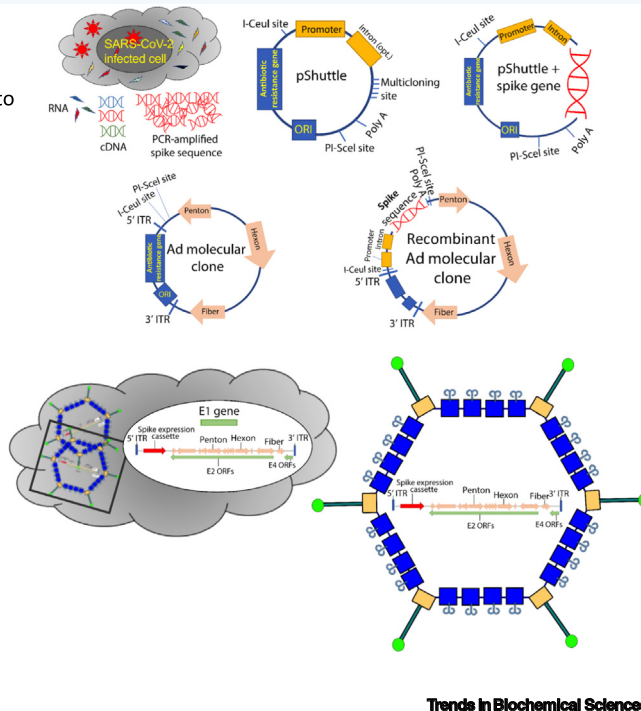 to
SARS-CoV-2
infected cell
RNA
cDNA
PCR-amplified
spike sequence
I-CeuI site
Promoter
Intron (opt.)
Antibiotic
resistance gene
pShuttle
Multicloning
site
ORI
Poly A
PI-SceI site
I-CeuI site
Promoter
Intron
Antibiotic
resistance gene
pShuttle +
spike gene
ORI
PI-SceI site
Poly A
PI-SceI site
I-CeuI site
5′ ITR
Penton
Hexon
Antibiotic
resistance gene
Ad molecular
clone
ORI
Fiber
3′ ITR
PI-SceI site
Poly A
Spike
sequence
Penton
Promoter
Intron
Recombinant
Ad molecular
clone
Hexon
I-CeuI site
5′ ITR
3′ ITR
Fiber
E1 gene
Spike expression
cassette
5′ ITR
Penton
Hexon
Fiber
3′ ITR
E2 ORFs
E4 ORFs
Spike expression
cassette
5′ ITR
Penton
Hexon
Fiber
3′ ITR
E2 ORFs
E4 ORFs
Trends in Biochemical Science